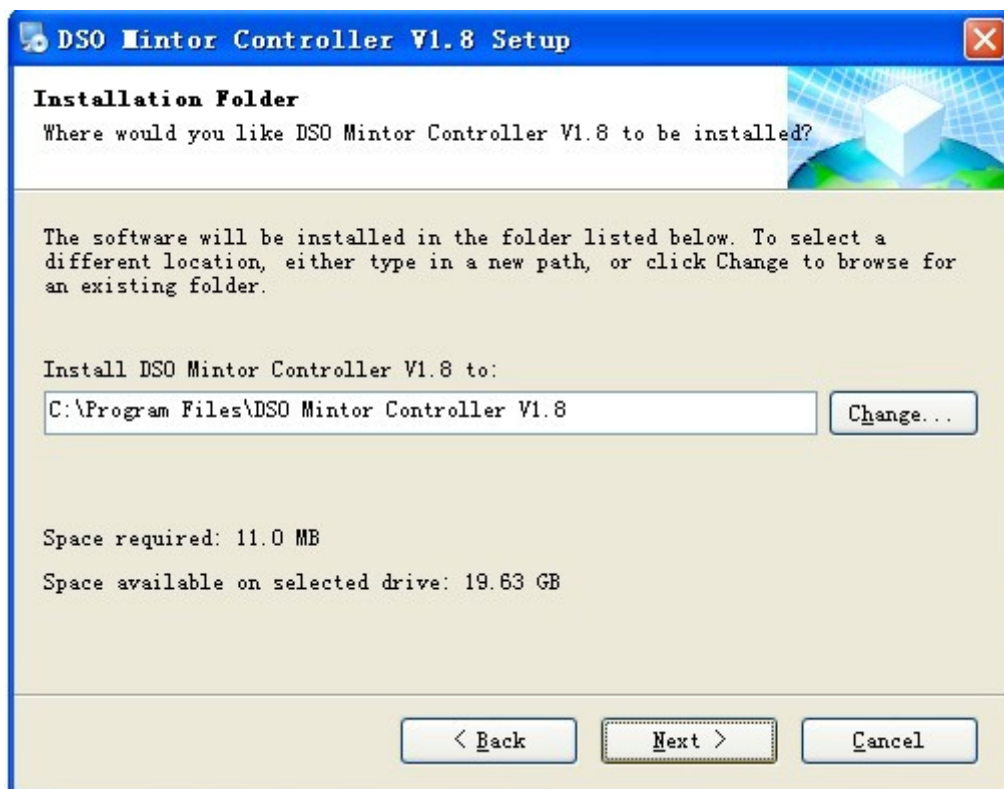 DSO Mintor Controller V1.8 Setup
Installation Folder
Where would you like DSO Mintor Controller V1.8 to be installed?
The software will be installed in the folder listed below. To select a
different location, either type in a new path, or click Change to browse for
an existing folder.
Install DSO Mintor Controller V1.8 to:
C:\Program Files\DSO Mintor Controller V1.8
Change...
Space required: 11.0 MB
Space available on selected drive: 19.63 GB
< Back
Next >
Cancel